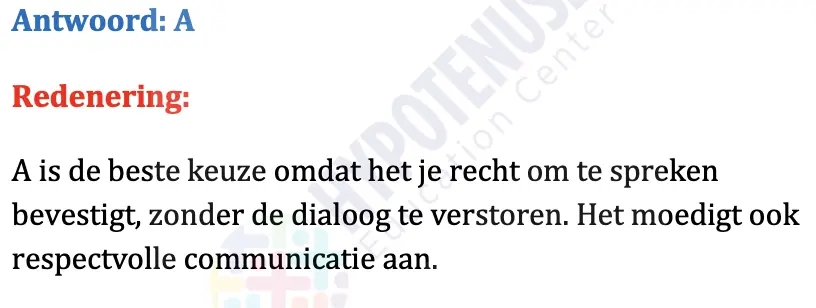 Antwoord: A
Redenering:
A is de beste keuze omdat het je recht om te spreken
bevestigt, zonder de dialoog te verstoren. Het moedigt ook
respectvolle communicatie aan.
HYPOTENUSE
Education Center